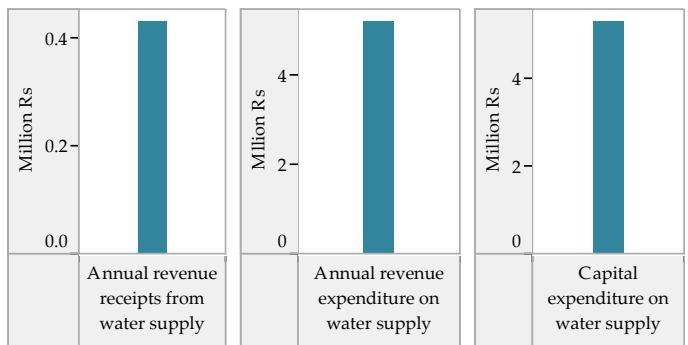 Million Rs
0.4
0.2
0.0
Annual revenue
receipts from
water supply
Mllion Rs
4
2
0
Annual revenue
expenditure on
water supply
Million Rs
4
2
0
Capital
expenditure on
water supply